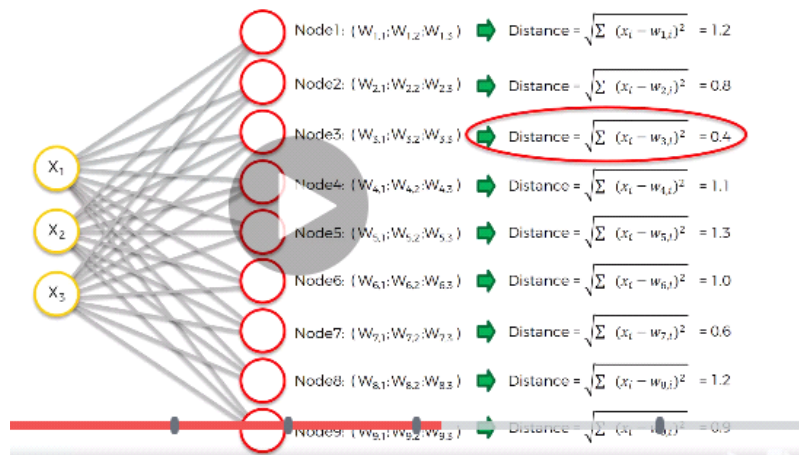 Node1: (W1,1;W1,2;W1,3) Distance = √Σ (xᵢ − w1,i)² = 1.2
Node2: (W2,1;W2,2;W2,3) Distance = √Σ (xᵢ − w2,i)² = 0.8
Node3: (W3,1;W3,2;W3,3) Distance = √Σ (xᵢ − w3,i)² = 0.4
X1
Node4: (W4,1;W4,2;W4,3) Distance = √Σ (xᵢ − w4,i)² = 1.1
X2
Node5: (W5,1;W5,2;W5,3) Distance = √Σ (xᵢ − w5,i)² = 1.3
X3
Node6: (W6,1;W6,2;W6,3) Distance = √Σ (xᵢ − w6,i)² = 1.0
Node7: (W7,1;W7,2;W7,3) Distance = √Σ (xᵢ − w7,i)² = 0.6
Node8: (W8,1;W8,2;W8,3) Distance = √Σ (xᵢ − w8,i)² = 1.2
Node9: (W9,1;W9,2;W9,3) Distance = = 0.9